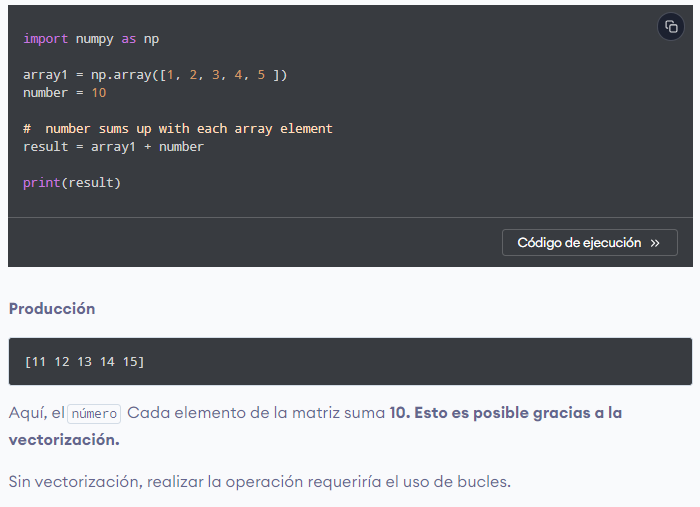 import numpy as np
array1 = np.array([1, 2, 3, 4, 5 ])
number = 10
#  number sums up with each array element
result = array1 + number
print(result)
Código de ejecución »
Producción
[11 12 13 14 15]
Aquí, el número Cada elemento de la matriz suma 10. Esto es posible gracias a la
vectorización.
Sin vectorización, realizar la operación requeriría el uso de bucles.